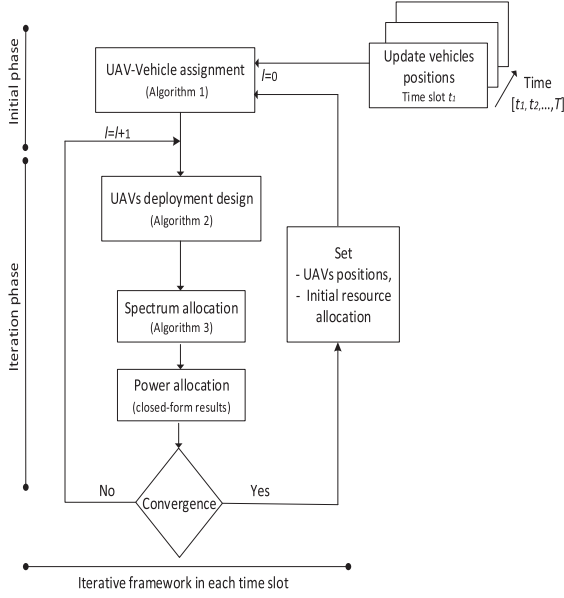 Initial phase
Iteration phase
UAV-Vehicle assignment
(Algorithm 1)
l=0
Update vehicles
positions
Time slot t₁
Time
[t₁, t₂,...,T]
l=l+1
UAVs deployment design
(Algorithm 2)
Spectrum allocation
(Algorithm 3)
Power allocation
(closed-form results)
Convergence
No
Yes
Set
- UAVs positions,
- Initial resource
allocation
Iterative framework in each time slot